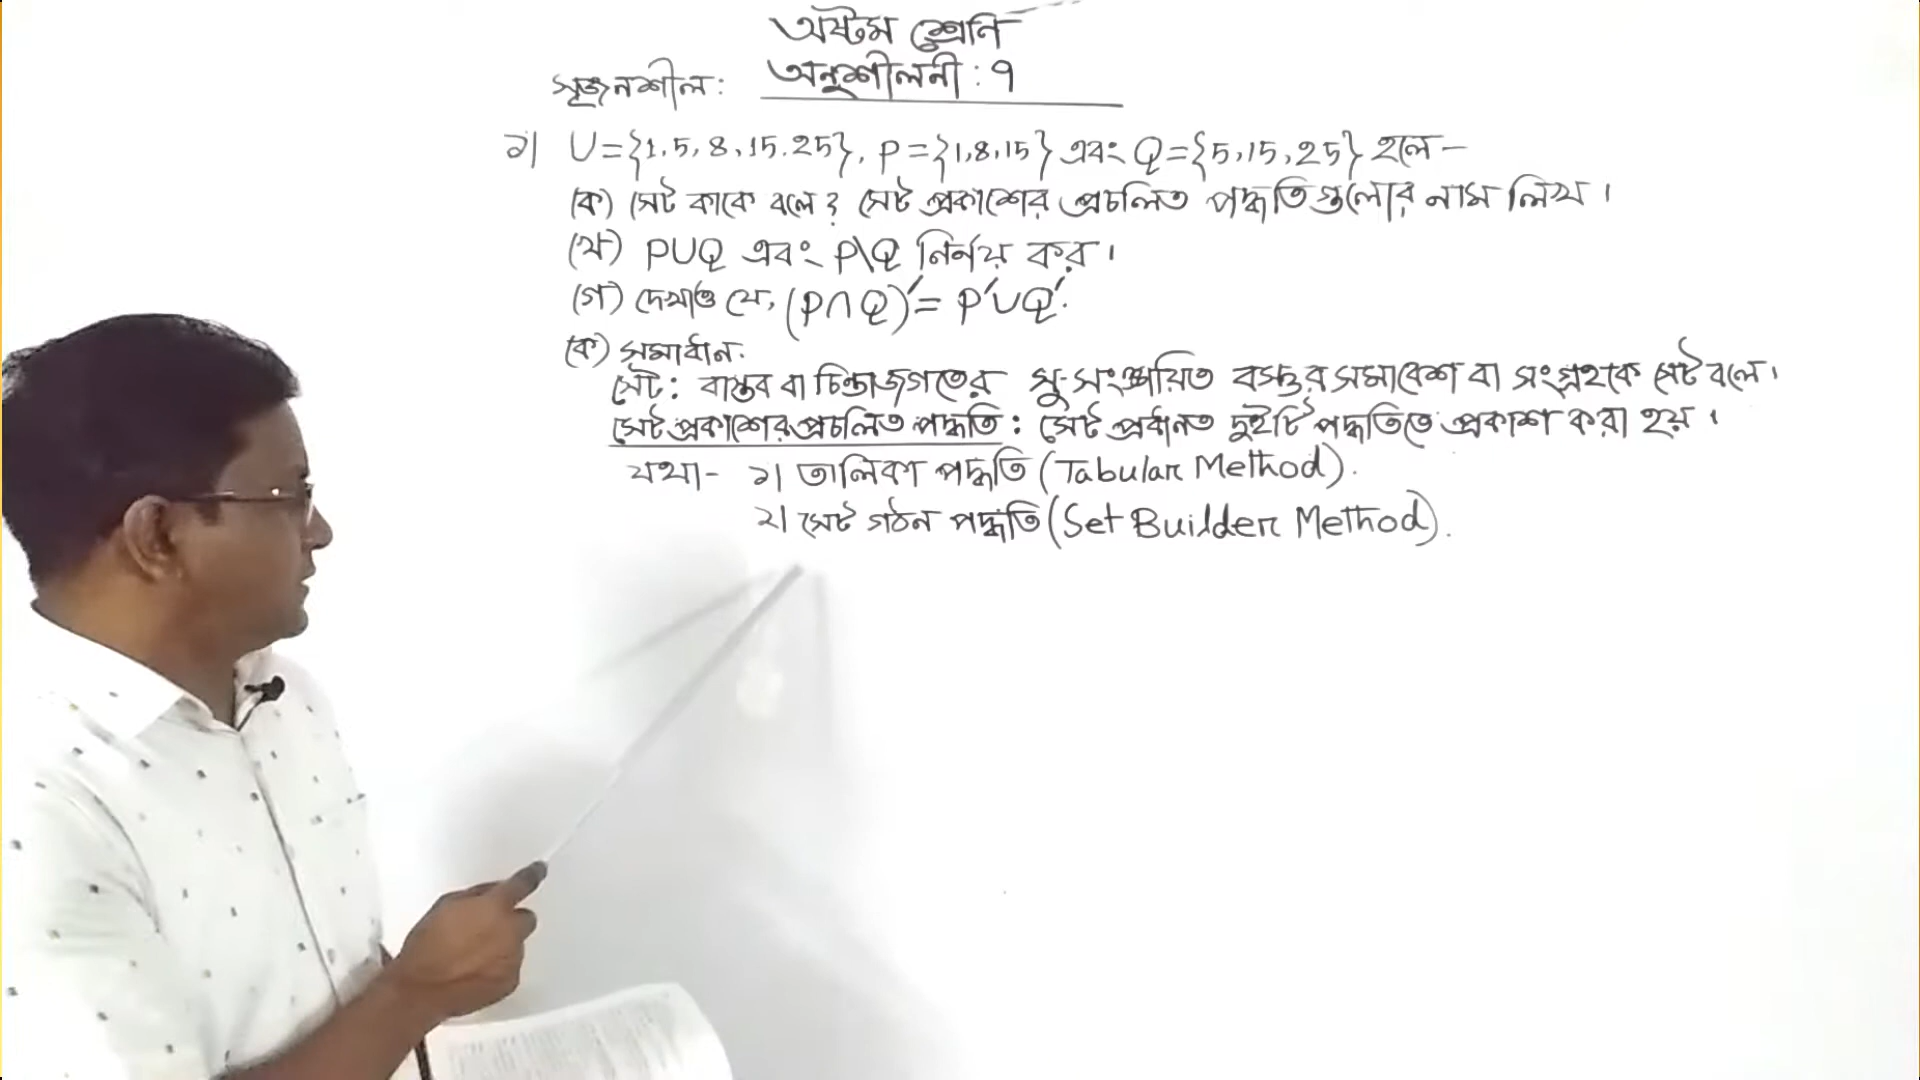 অষ্টম শ্রেনি
অনুশীলনী : ৭
সৃজনশীল:
১| U={1,5,8,15.25}, P={1,8,15} এবং Q={5,15,25} হলে-
(ক) সেট কাকে বলে? সেট প্রকাশের প্রচলিত পদ্ধতিগুলোর নাম লিখ।
(খ) P∪Q এবং P\Q নির্নয় কর।
(গ) দেখাও যে, (P∩Q)′= P′∪Q′.
(ক) সমাধান:
সেট: বাস্তব বা চিন্তাজগতের সু-সংজ্ঞায়িত বস্তুর সমাবেশ বা সংগ্রহকে সেট বলে।
সেট প্রকাশের প্রচলিত পদ্ধতি: সেট প্রধানত দুইটি পদ্ধতিতে প্রকাশ করা হয়।
যথা- ১| তালিকা পদ্ধতি (Tabular Method).
২| সেট গঠন পদ্ধতি (Set Builder Method).